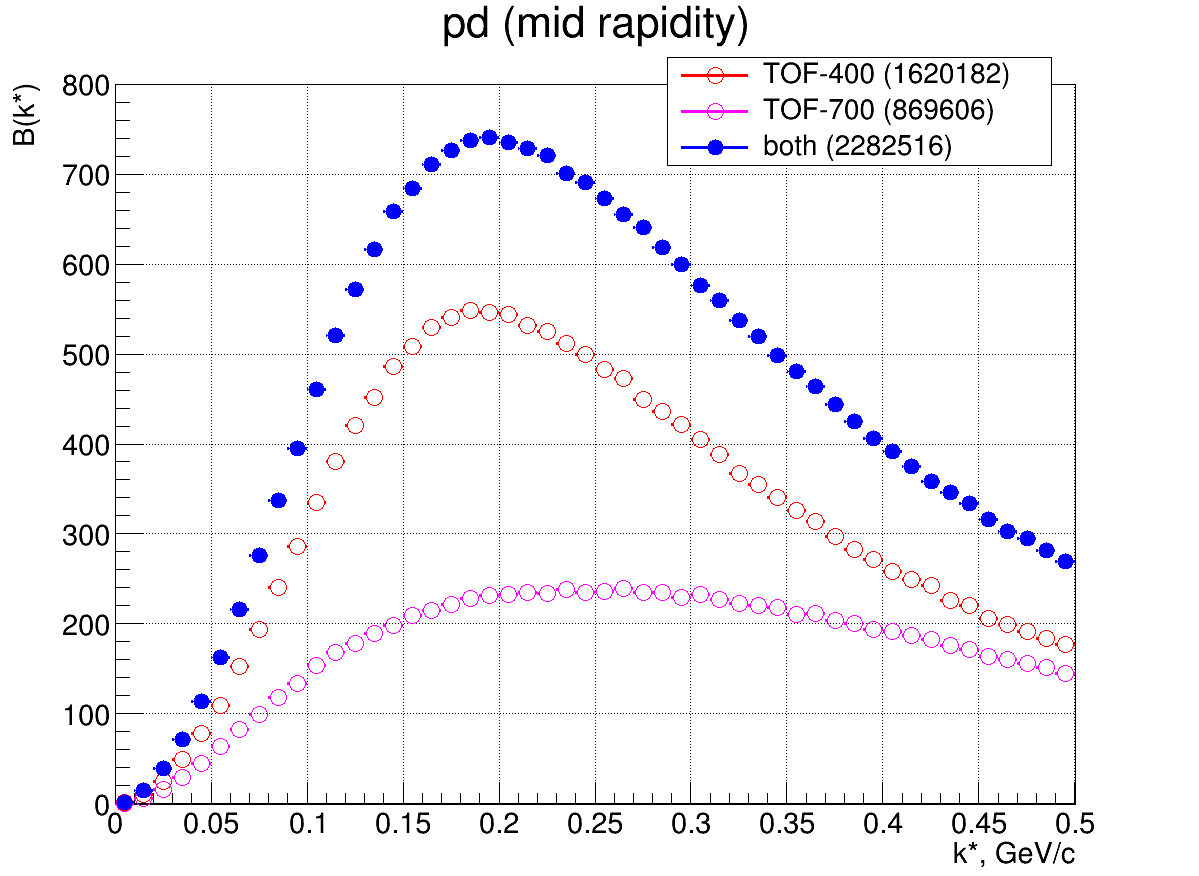 pd (mid rapidity)
B(k*)
TOF-400 (1620182)
TOF-700 (869606)
both (2282516)
800
700
600
500
400
300
200
100
0
0 0.05 0.1 0.15 0.2 0.25 0.3 0.35 0.4 0.45 0.5
k*, GeV/c